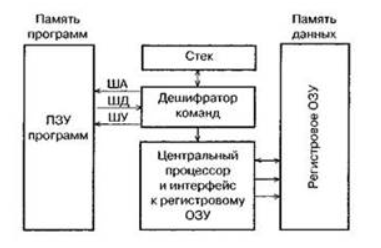 Память
программ
Память
данных
Стек
ША
ШД
ШУ
Дешифратор
команд
ПЗУ
программ
Центральный
процессор
и интерфейс
к регистровому
ОЗУ
Регистровое ОЗУ